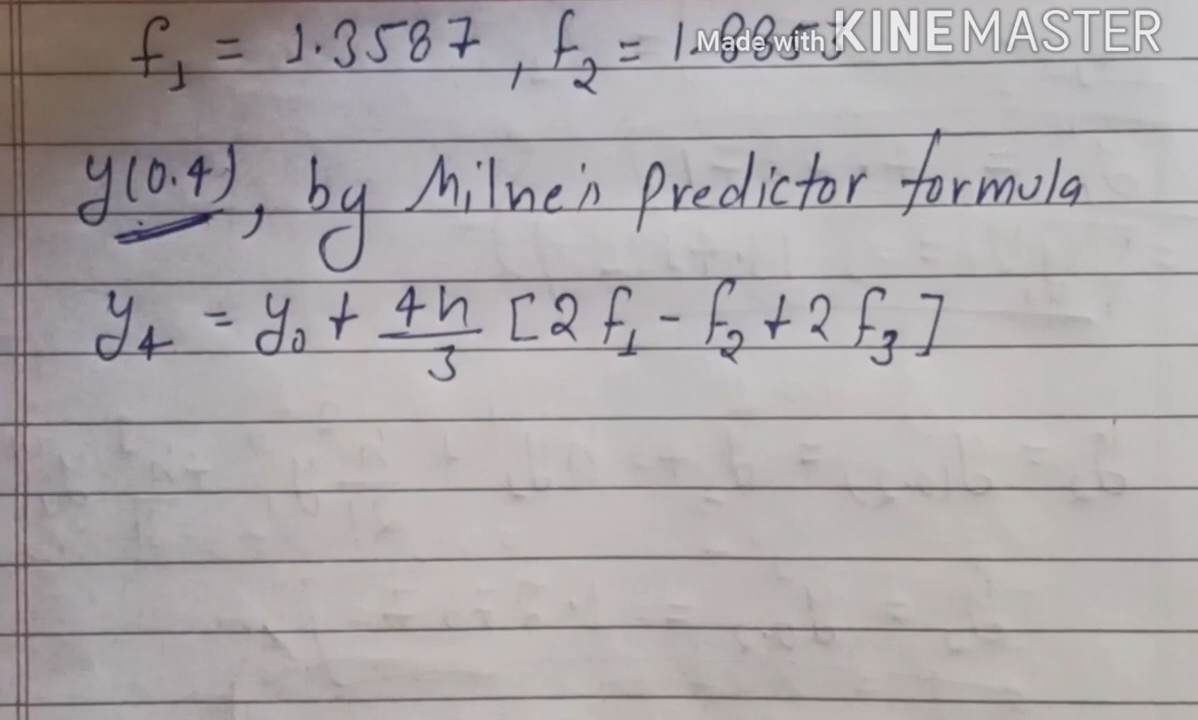 f₁ = 1.3587 , f₂ =
Made with KINEMASTER
y(0.4), by Milne's Predictor formula
y₄ = y₀ + 4h/3 [2f₁ - f₂ + 2f₃]